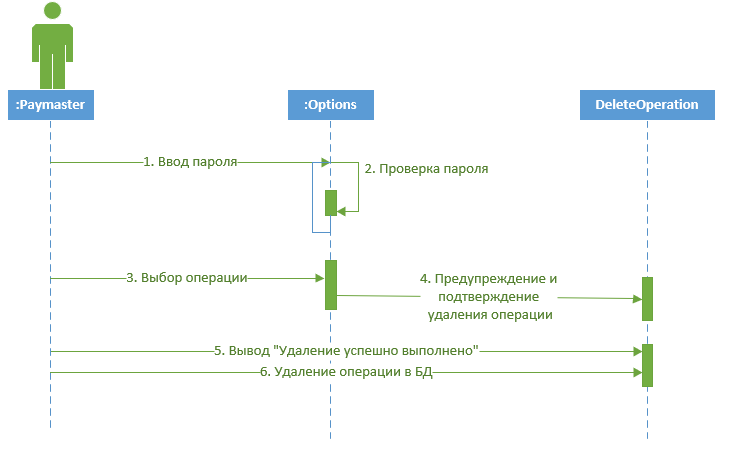 :Paymaster
:Options
DeleteOperation
1. Ввод пароля
2. Проверка пароля
3. Выбор операции
4. Предупреждение и
подтверждение
удаления операции
5. Вывод "Удаление успешно выполнено"
6. Удаление операции в БД